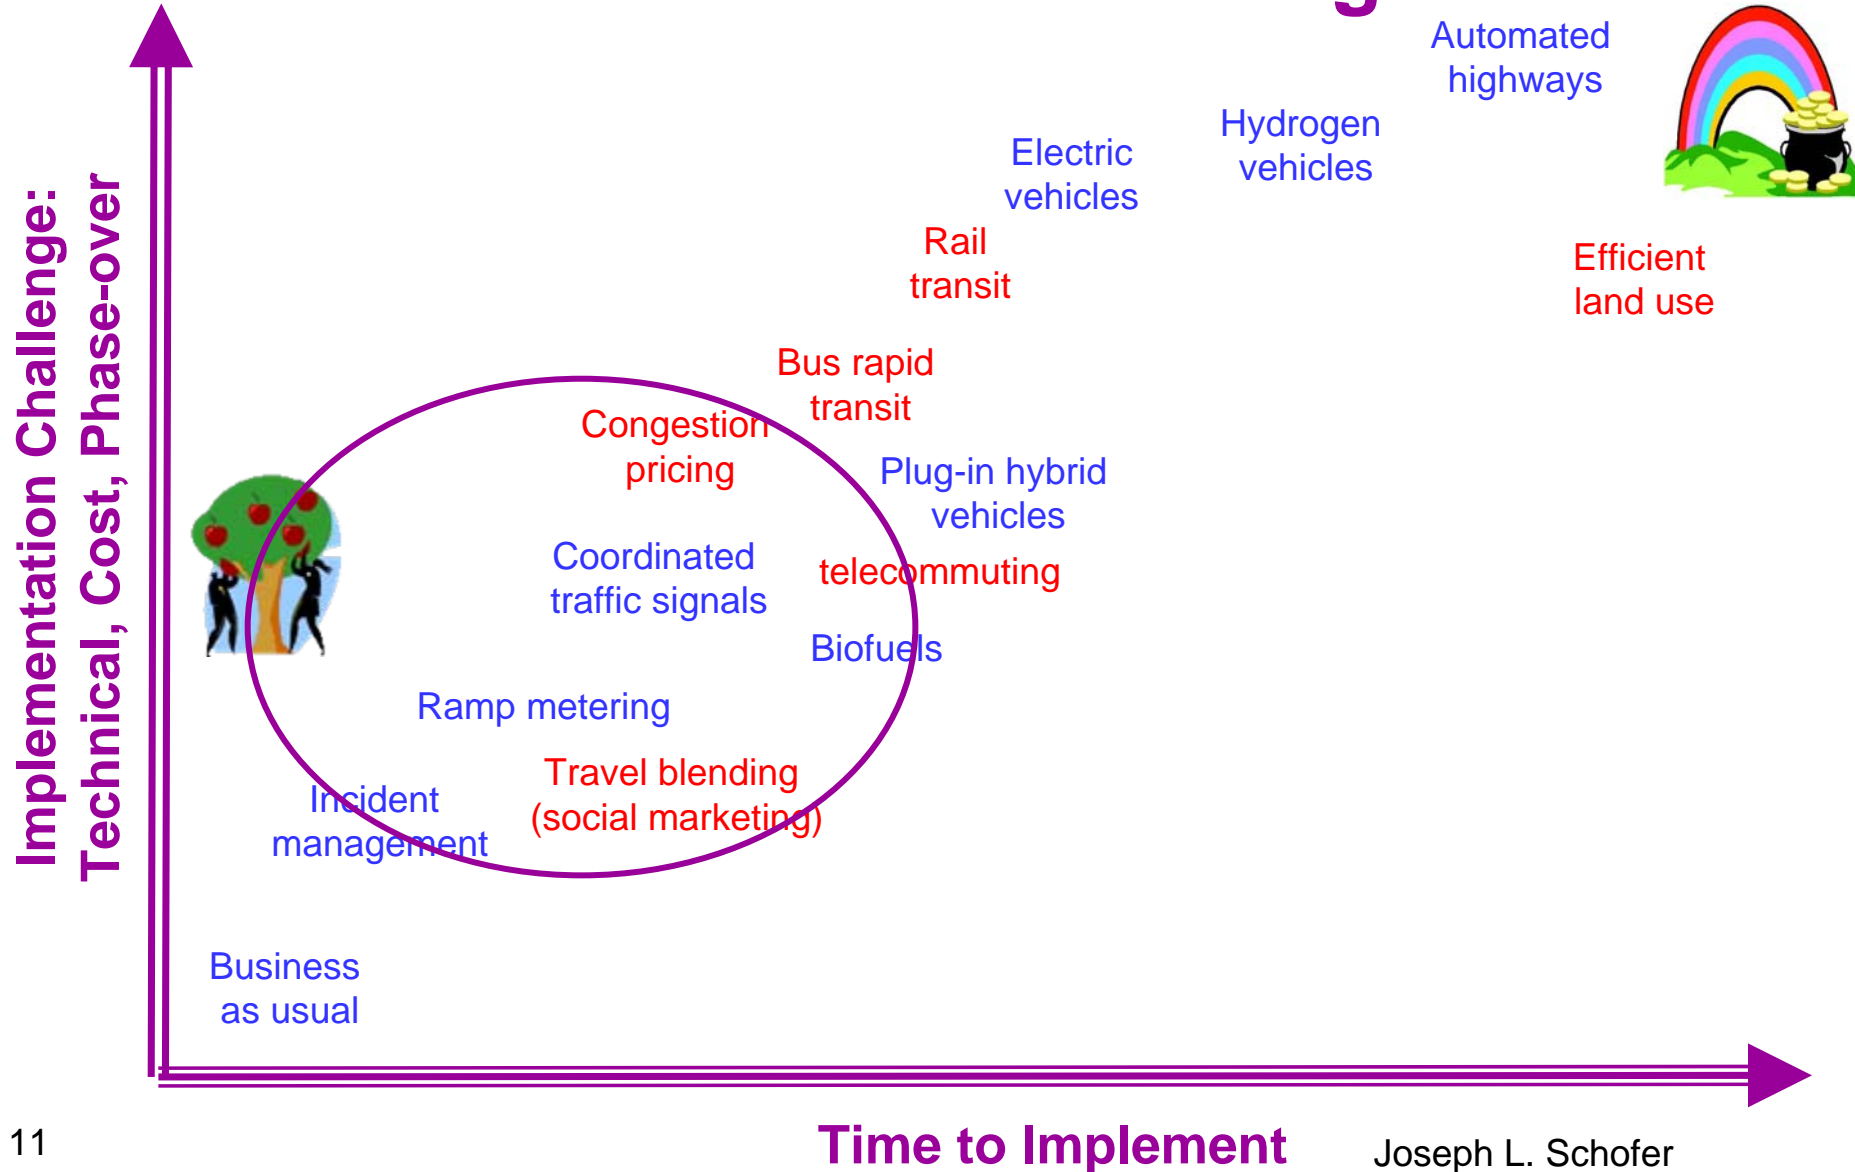 Automated
highways
Hydrogen
vehicles
Electric
vehicles
Rail
transit
Efficient
land use
Bus rapid
transit
Congestion
pricing
Plug-in hybrid
vehicles
Coordinated
traffic signals
telecommuting
Biofuels
Ramp metering
Travel blending
(social marketing)
Incident
management
Business
as usual
Implementation Challenge:
Technical, Cost, Phase-over
Time to Implement
11
Joseph L. Schofer